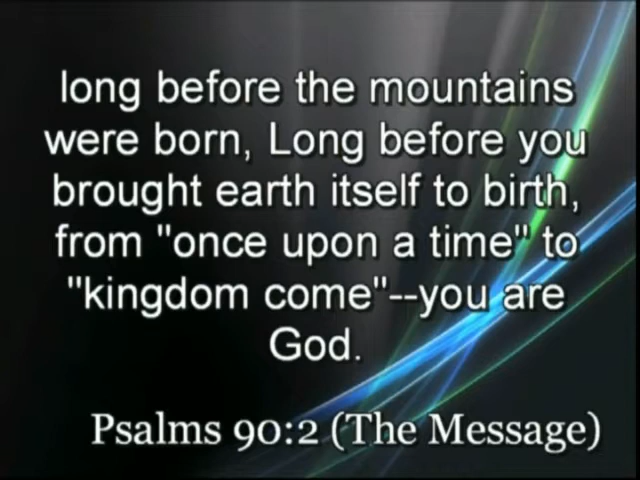 long before the mountains
were born, Long before you
brought earth itself to birth,
from "once upon a time" to
"kingdom come"--you are
God.
Psalms 90:2 (The Message)